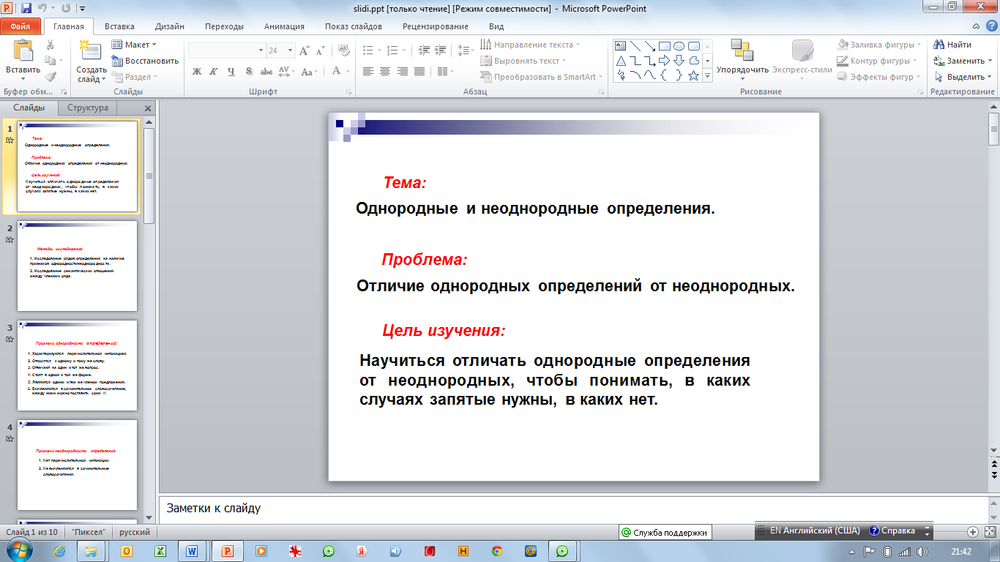 slidi.ppt [только чтение] [Режим совместимости] - Microsoft PowerPoint
Файл Главная Вставка Дизайн Переходы Анимация Показ слайдов Рецензирование Вид
Вставить
Буфер обм...
Создать слайд
Макет
Восстановить
Раздел
Слайды
24
Ж К Ч S abc AV Aa A
Шрифт
Направление текста
Выровнять текст
Преобразовать в SmartArt
Абзац
Упорядочить
Экспресс-стили
Заливка фигуры
Контур фигуры
Эффекты фигур
Рисование
Найти
Заменить
Выделить
Редактирование
Слайды Структура
1
Тема:
Однородные и неоднородные определения.
Проблема:
Отличие однородных определений от неоднородных.
Цель изучения:
Научиться отличать однородные определения
от неоднородных, чтобы понимать, в каких
случаях запятые нужны, в каких нет.
2
Методы исследования:
1. Исследование рядов определений на наличие
признаков однородности/неоднородности.
2. Исследование семантических отношений
между членами ряда.
3
Признаки однородности определений:
1. Характеризуются перечислительной интонацией.
2. Относятся к одному и тому же слову.
3. Отвечают на один и тот же вопрос.
4. Стоят в одной и той же форме.
5. Являются одним и тем же членом предложения.
6. Вычленяются в сочинительное словосочетание,
между ними можно поставить союз И.
4
Признаки неоднородности определений:
1. Нет перечислительной интонации.
2. Не вычленяются в сочинительные
словосочетания.
Тема:
Однородные и неоднородные определения.
Проблема:
Отличие однородных определений от неоднородных.
Цель изучения:
Научиться отличать однородные определения
от неоднородных, чтобы понимать, в каких
случаях запятые нужны, в каких нет.
Заметки к слайду
Слайд 1 из 10 "Пиксел" русский
Служба поддержки
EN Английский (США) Справка
21:42